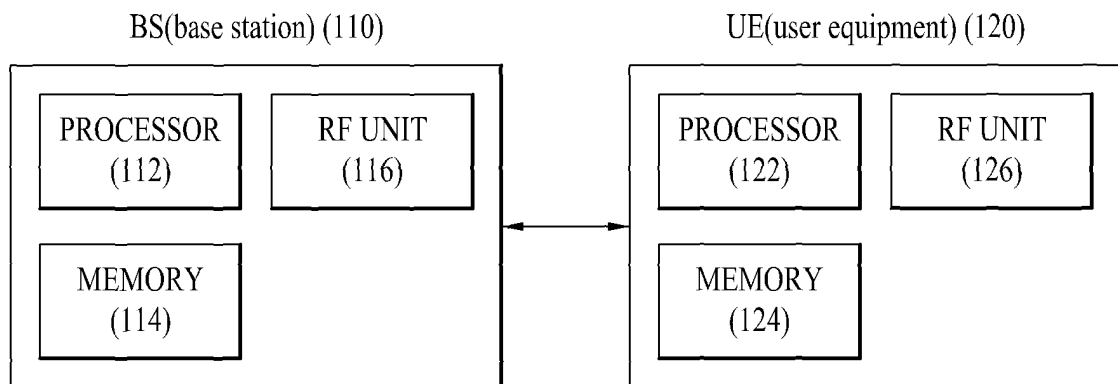 BS(base station) (110)
UE(user equipment) (120)
PROCESSOR
(112)
RF UNIT
(116)
MEMORY
(114)
PROCESSOR
(122)
RF UNIT
(126)
MEMORY
(124)